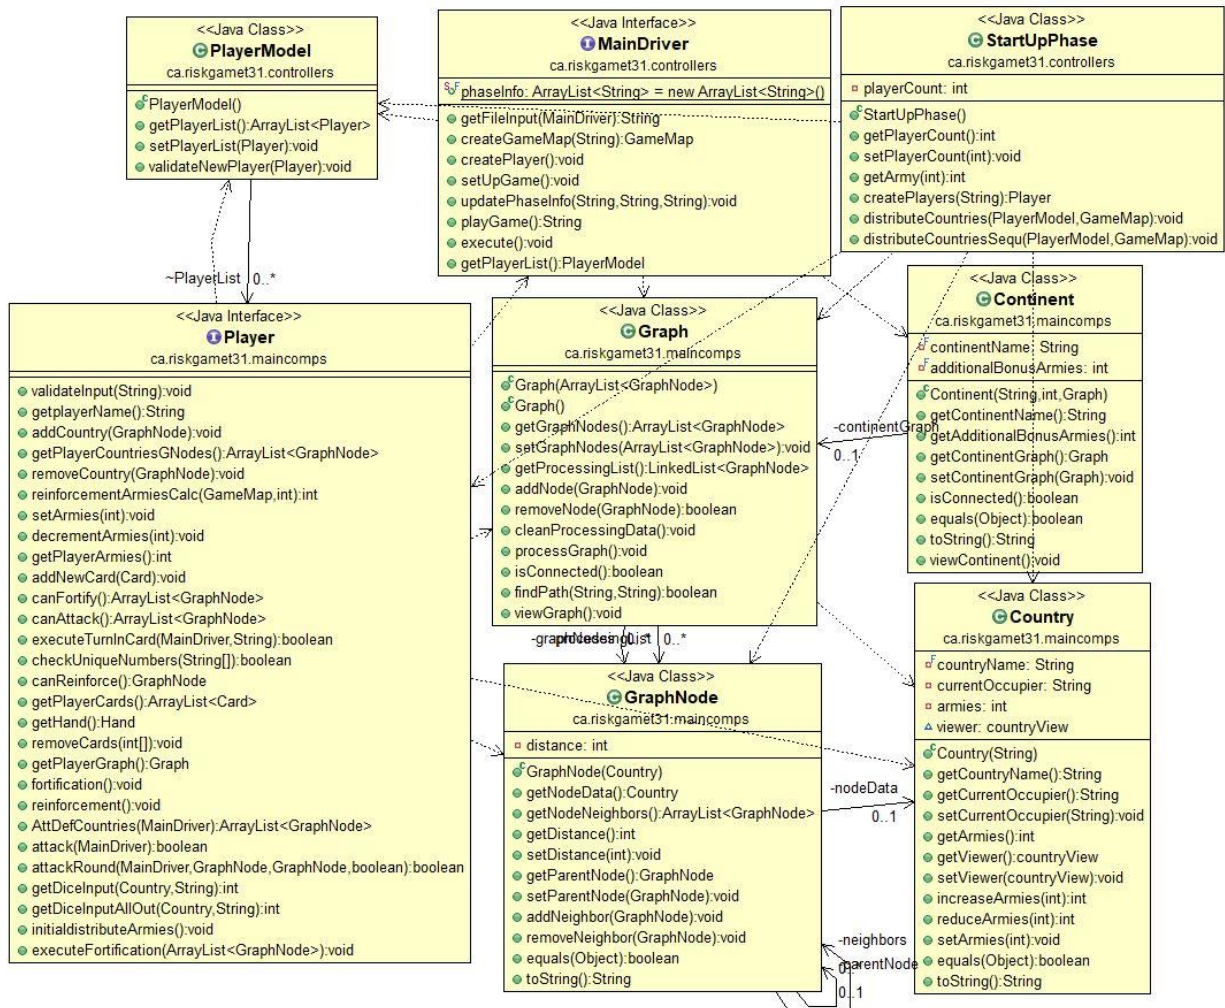 <<Java Class>>
PlayerModel
ca.riskgamet31.controllers
PlayerModel()
getPlayerList():ArrayList<Player>
setPlayerList(Player):void
validateNewPlayer(Player):void
<<Java Interface>>
MainDriver
ca.riskgamet31.controllers
phaseInfo: ArrayList<String> = new ArrayList<String>()
getFileInput(MainDriver):String
createGameMap(String):GameMap
createPlayer():void
setUpGame():void
updatePhaseInfo(String,String,String):void
playGame():String
execute():void
getPlayerList():PlayerModel
<<Java Class>>
StartUpPhase
ca.riskgamet31.controllers
playerCount: int
StartUpPhase()
getPlayerCount():int
setPlayerCount(int):void
getArmy(int):int
createPlayers(String):Player
distributeCountries(PlayerModel,GameMap):void
distributeCountriesSequ(PlayerModel,GameMap):void
~PlayerList 0..*
<<Java Interface>>
Player
ca.riskgamet31.maincomps
validateInput(String):void
getplayerName():String
addCountry(GraphNode):void
getPlayerCountriesGNodes():ArrayList<GraphNode>
removeCountry(GraphNode):void
reinforcementArmiesCalc(GameMap,int):int
setArmies(int):void
decrementArmies(int):void
getPlayerArmies():int
addNewCard(Card):void
canFortify():ArrayList<GraphNode>
canAttack():ArrayList<GraphNode>
executeTurnInCard(MainDriver,String):boolean
checkUniqueNumbers(String[]):boolean
canReinforce():GraphNode
getPlayerCards():ArrayList<Card>
getHand():Hand
removeCards(int[]):void
getPlayerGraph():Graph
fortification():void
reinforcement():void
AttDefCountries(MainDriver):ArrayList<GraphNode>
attack(MainDriver):boolean
attackRound(MainDriver,GraphNode,GraphNode,boolean):boolean
getDiceInput(Country,String):int
getDiceInputAllOut(Country,String):int
initialdistributeArmies():void
executeFortification(ArrayList<GraphNode>):void
<<Java Class>>
Graph
ca.riskgamet31.maincomps
Graph(ArrayList<GraphNode>)
Graph()
getGraphNodes():ArrayList<GraphNode>
setGraphNodes(ArrayList<GraphNode>):void
getProcessingList():LinkedList<GraphNode>
addNode(GraphNode):void
removeNode(GraphNode):boolean
cleanProcessingData():void
processGraph():void
isConnected():boolean
findPath(String,String):boolean
viewGraph():void
-continentGraph
0..1
<<Java Class>>
Continent
ca.riskgamet31.maincomps
continentName: String
additionalBonusArmies: int
Continent(String,int,Graph)
getContinentName():String
getAdditionalBonusArmies():int
getContinentGraph():Graph
setContinentGraph(Graph):void
isConnected():boolean
equals(Object):boolean
toString():String
viewContinent():void
0..*
<<Java Class>>
GraphNode
ca.riskgamet31.maincomps
distance: int
GraphNode(Country)
getNodeData():Country
getNodeNeighbors():ArrayList<GraphNode>
getDistance():int
setDistance(int):void
getParentNode():GraphNode
setParentNode(GraphNode):void
addNeighbor(GraphNode):void
removeNeighbor(GraphNode):void
equals(Object):boolean
toString():String
-nodeData
0..1
-neighbors
0..1
<<Java Class>>
Country
ca.riskgamet31.maincomps
countryName: String
currentOccupier: String
armies: int
viewer: countryView
Country(String)
getCountryName():String
getCurrentOccupier():String
setCurrentOccupier(String):void
getArmies():int
getViewer():countryView
setViewer(countryView):void
increaseArmies(int):int
reduceArmies(int):int
setArmies(int):void
equals(Object):boolean
toString():String